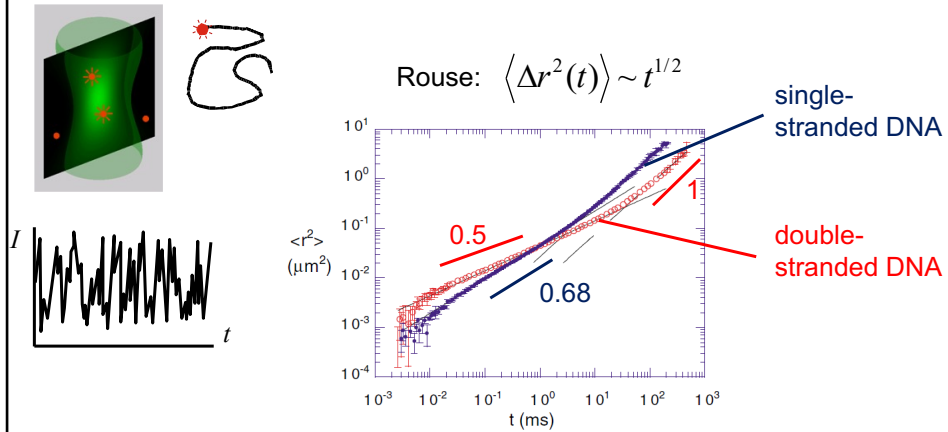 Rouse: ⟨Δr²(t)⟩ ~ t^{1/2}
single-
stranded DNA
10^1
10^0
1
10^-1
I
<r²>
0.5
double-
stranded DNA
(μm²)
10^-2
0.68
10^-3
t
10^-4
10^-3 10^-2 10^-1 10^0 10^1 10^2 10^3
t (ms)